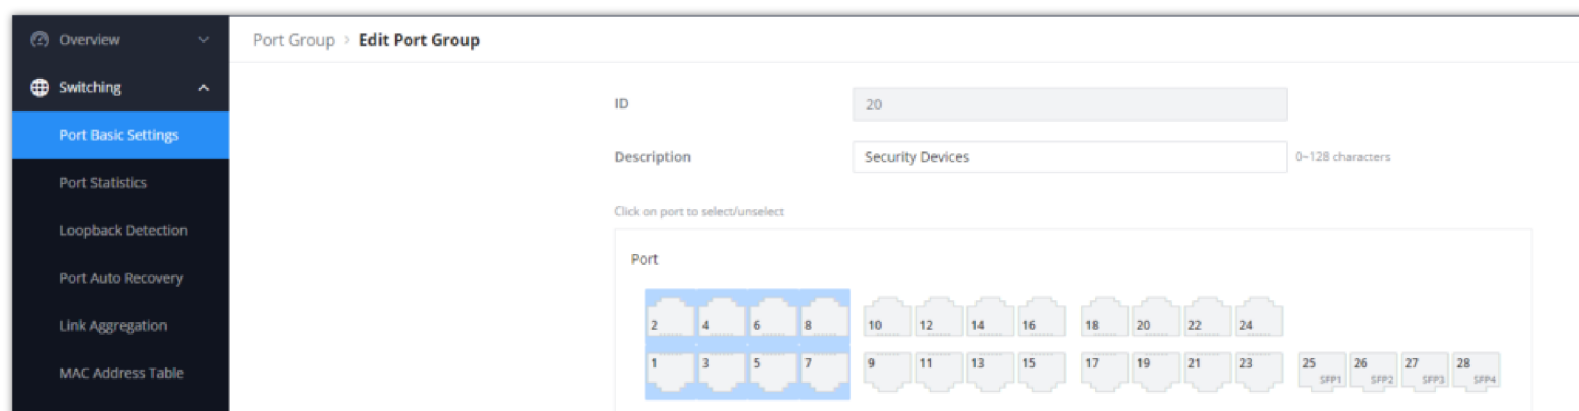 Overview
Switching
Port Basic Settings
Port Statistics
Loopback Detection
Port Auto Recovery
Link Aggregation
MAC Address Table
Port Group > Edit Port Group
ID 20
Description Security Devices 0~128 characters
Click on port to select/unselect
Port
2 4 6 8 10 12 14 16 18 20 22 24
1 3 5 7 9 11 13 15 17 19 21 23 25 26 27 28
SFP1 SFP2 SFP3 SFP4